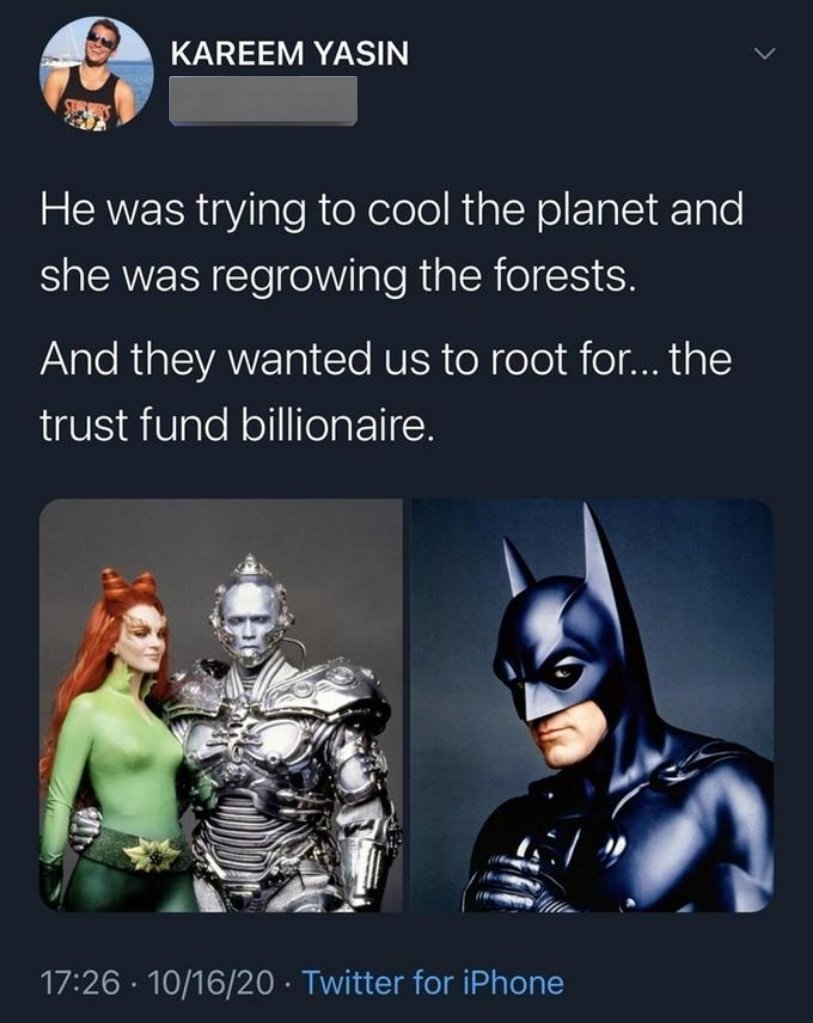 KAREEM YASIN
He was trying to cool the planet and
she was regrowing the forests.
And they wanted us to root for... the
trust fund billionaire.
17:26 · 10/16/20 · Twitter for iPhone